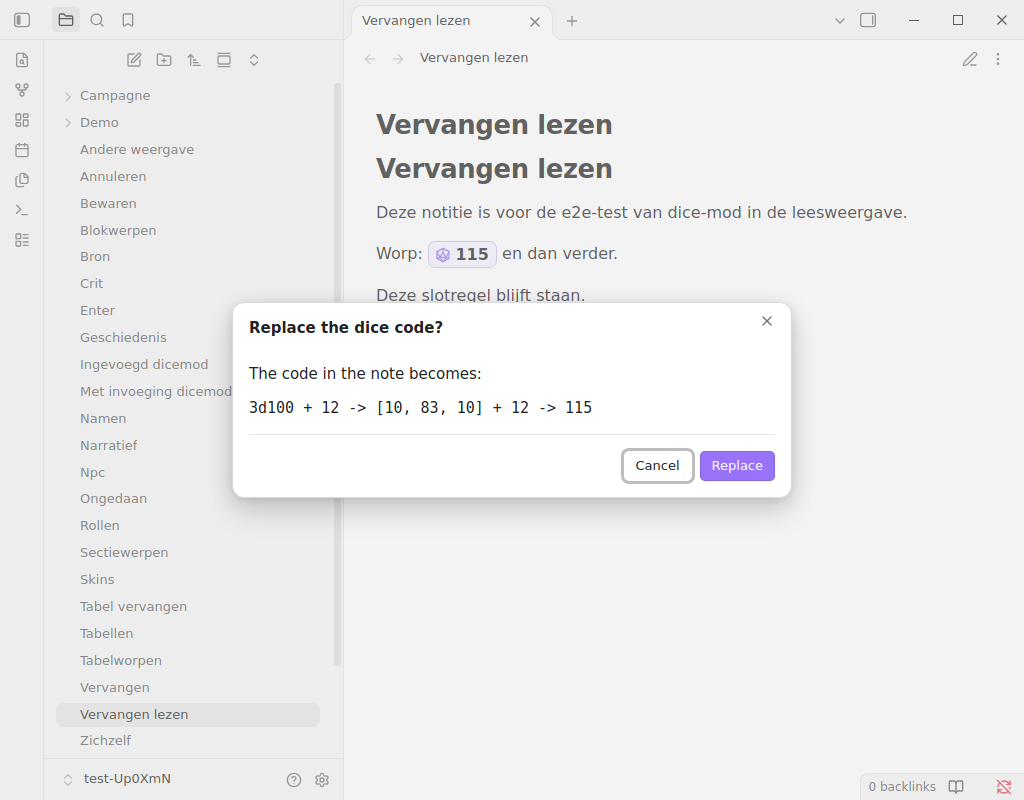 Vervangen lezen
Vervangen lezen
Campagne
Demo
Andere weergave
Annuleren
Bewaren
Blokwerpen
Bron
Crit
Enter
Geschiedenis
Ingevoegd dicemod
Met invoeging dicemod
Namen
Narratief
Npc
Ongedaan
Rollen
Sectiewerpen
Skins
Tabel vervangen
Tabellen
Tabelworpen
Vervangen
Vervangen lezen
Zichzelf
test-Up0XmN
Vervangen lezen
Vervangen lezen
Deze notitie is voor de e2e-test van dice-mod in de leesweergave.
Worp: 115 en dan verder.
Deze slotregel blijft staan.
Replace the dice code?
The code in the note becomes:
3d100 + 12 -> [10, 83, 10] + 12 -> 115
Cancel
Replace
0 backlinks